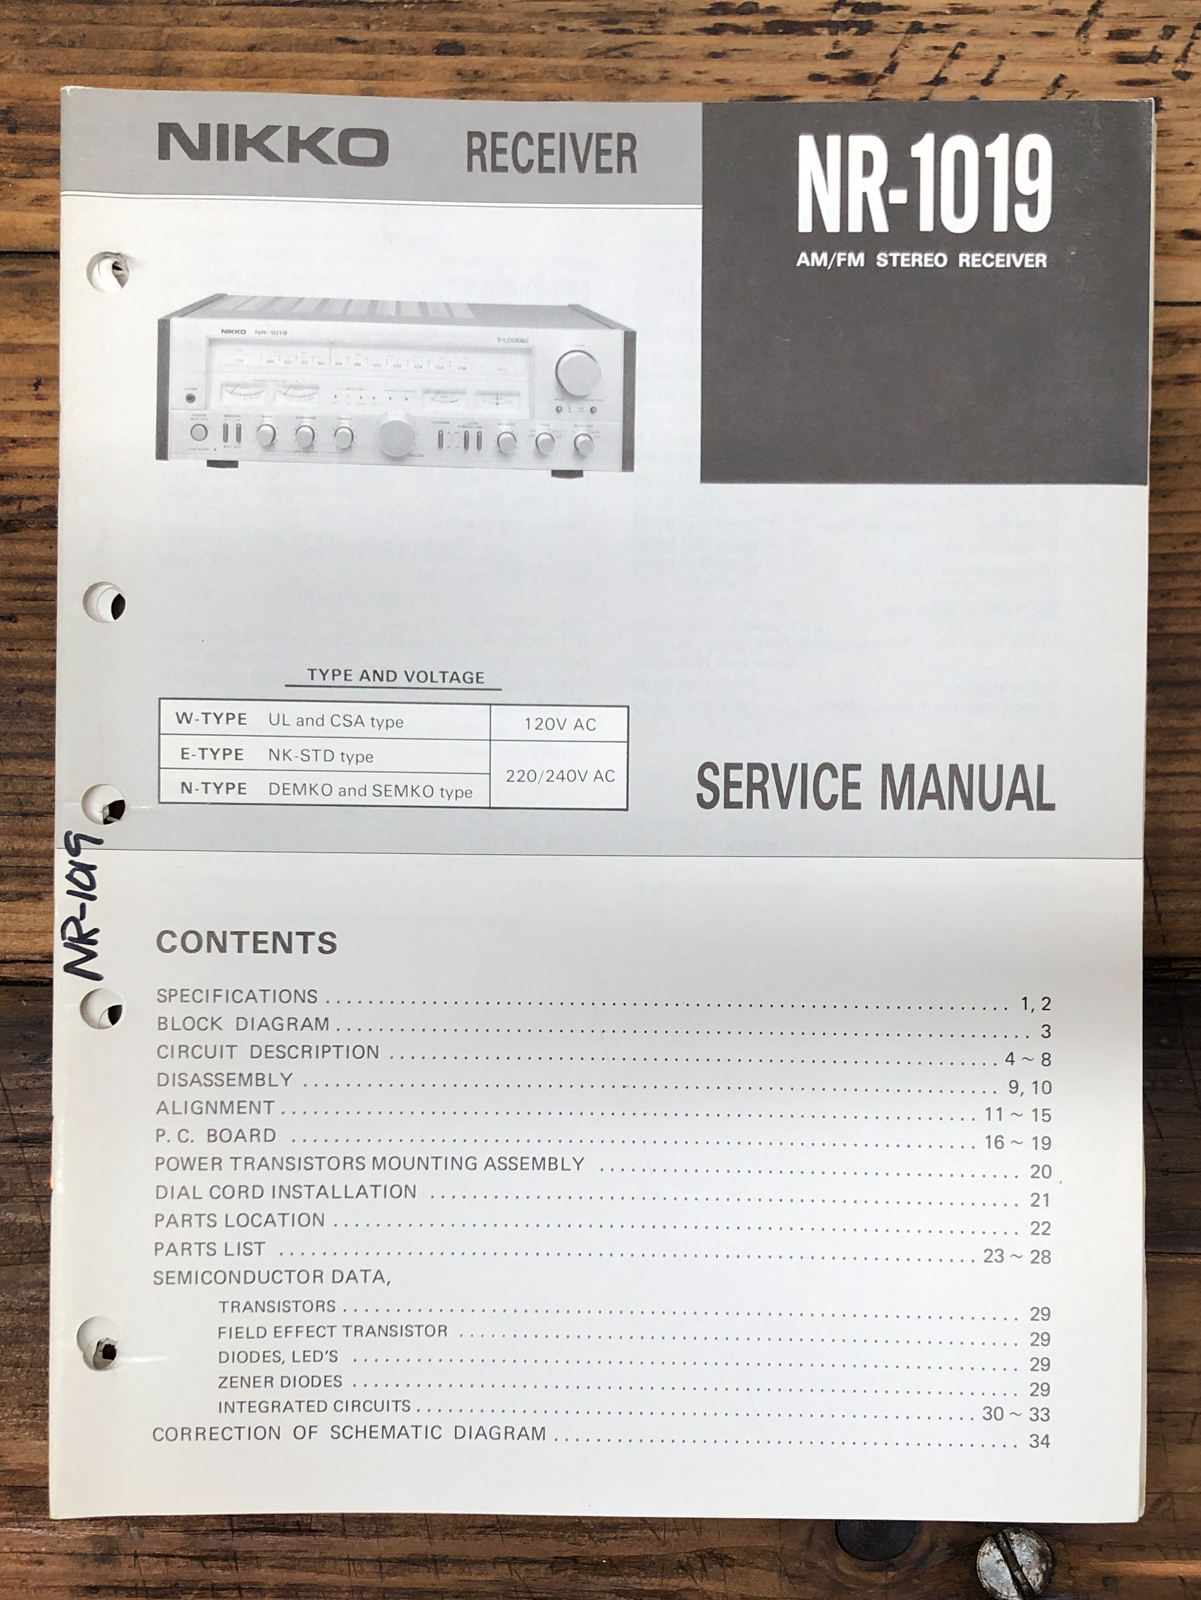 NIKKO RECEIVER
NR-1019
AM/FM STEREO RECEIVER
NIKKO NR-1019
TYPE AND VOLTAGE
W-TYPE UL and CSA type 120V AC
E-TYPE NK-STD type
220/240V AC
N-TYPE DEMKO and SEMKO type
SERVICE MANUAL
NR-1019
CONTENTS
SPECIFICATIONS ........ 1, 2
BLOCK DIAGRAM ........ 3
CIRCUIT DESCRIPTION ........ 4 ~ 8
DISASSEMBLY ........ 9, 10
ALIGNMENT ........ 11 ~ 15
P. C. BOARD ........ 16 ~ 19
POWER TRANSISTORS MOUNTING ASSEMBLY ........ 20
DIAL CORD INSTALLATION ........ 21
PARTS LOCATION ........ 22
PARTS LIST ........ 23 ~ 28
SEMICONDUCTOR DATA,
TRANSISTORS ........ 29
FIELD EFFECT TRANSISTOR ........ 29
DIODES, LED'S ........ 29
ZENER DIODES ........ 29
INTEGRATED CIRCUITS ........ 30 ~ 33
CORRECTION OF SCHEMATIC DIAGRAM ........ 34